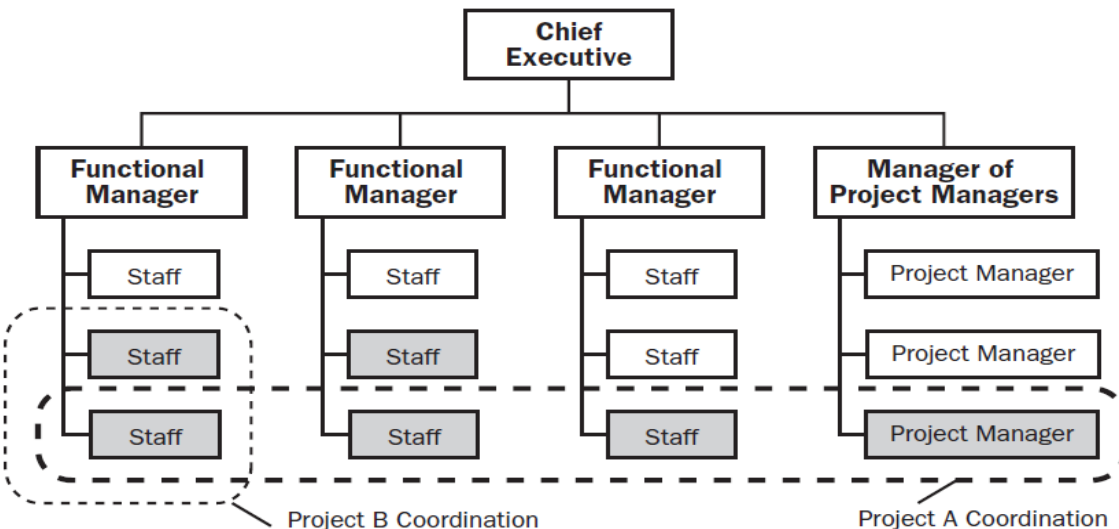 Chief
Executive
Functional
Manager
Functional
Manager
Functional
Manager
Manager of
Project Managers
Staff
Staff
Staff
Project Manager
Staff
Staff
Staff
Project Manager
Staff
Staff
Staff
Project Manager
Project B Coordination
Project A Coordination